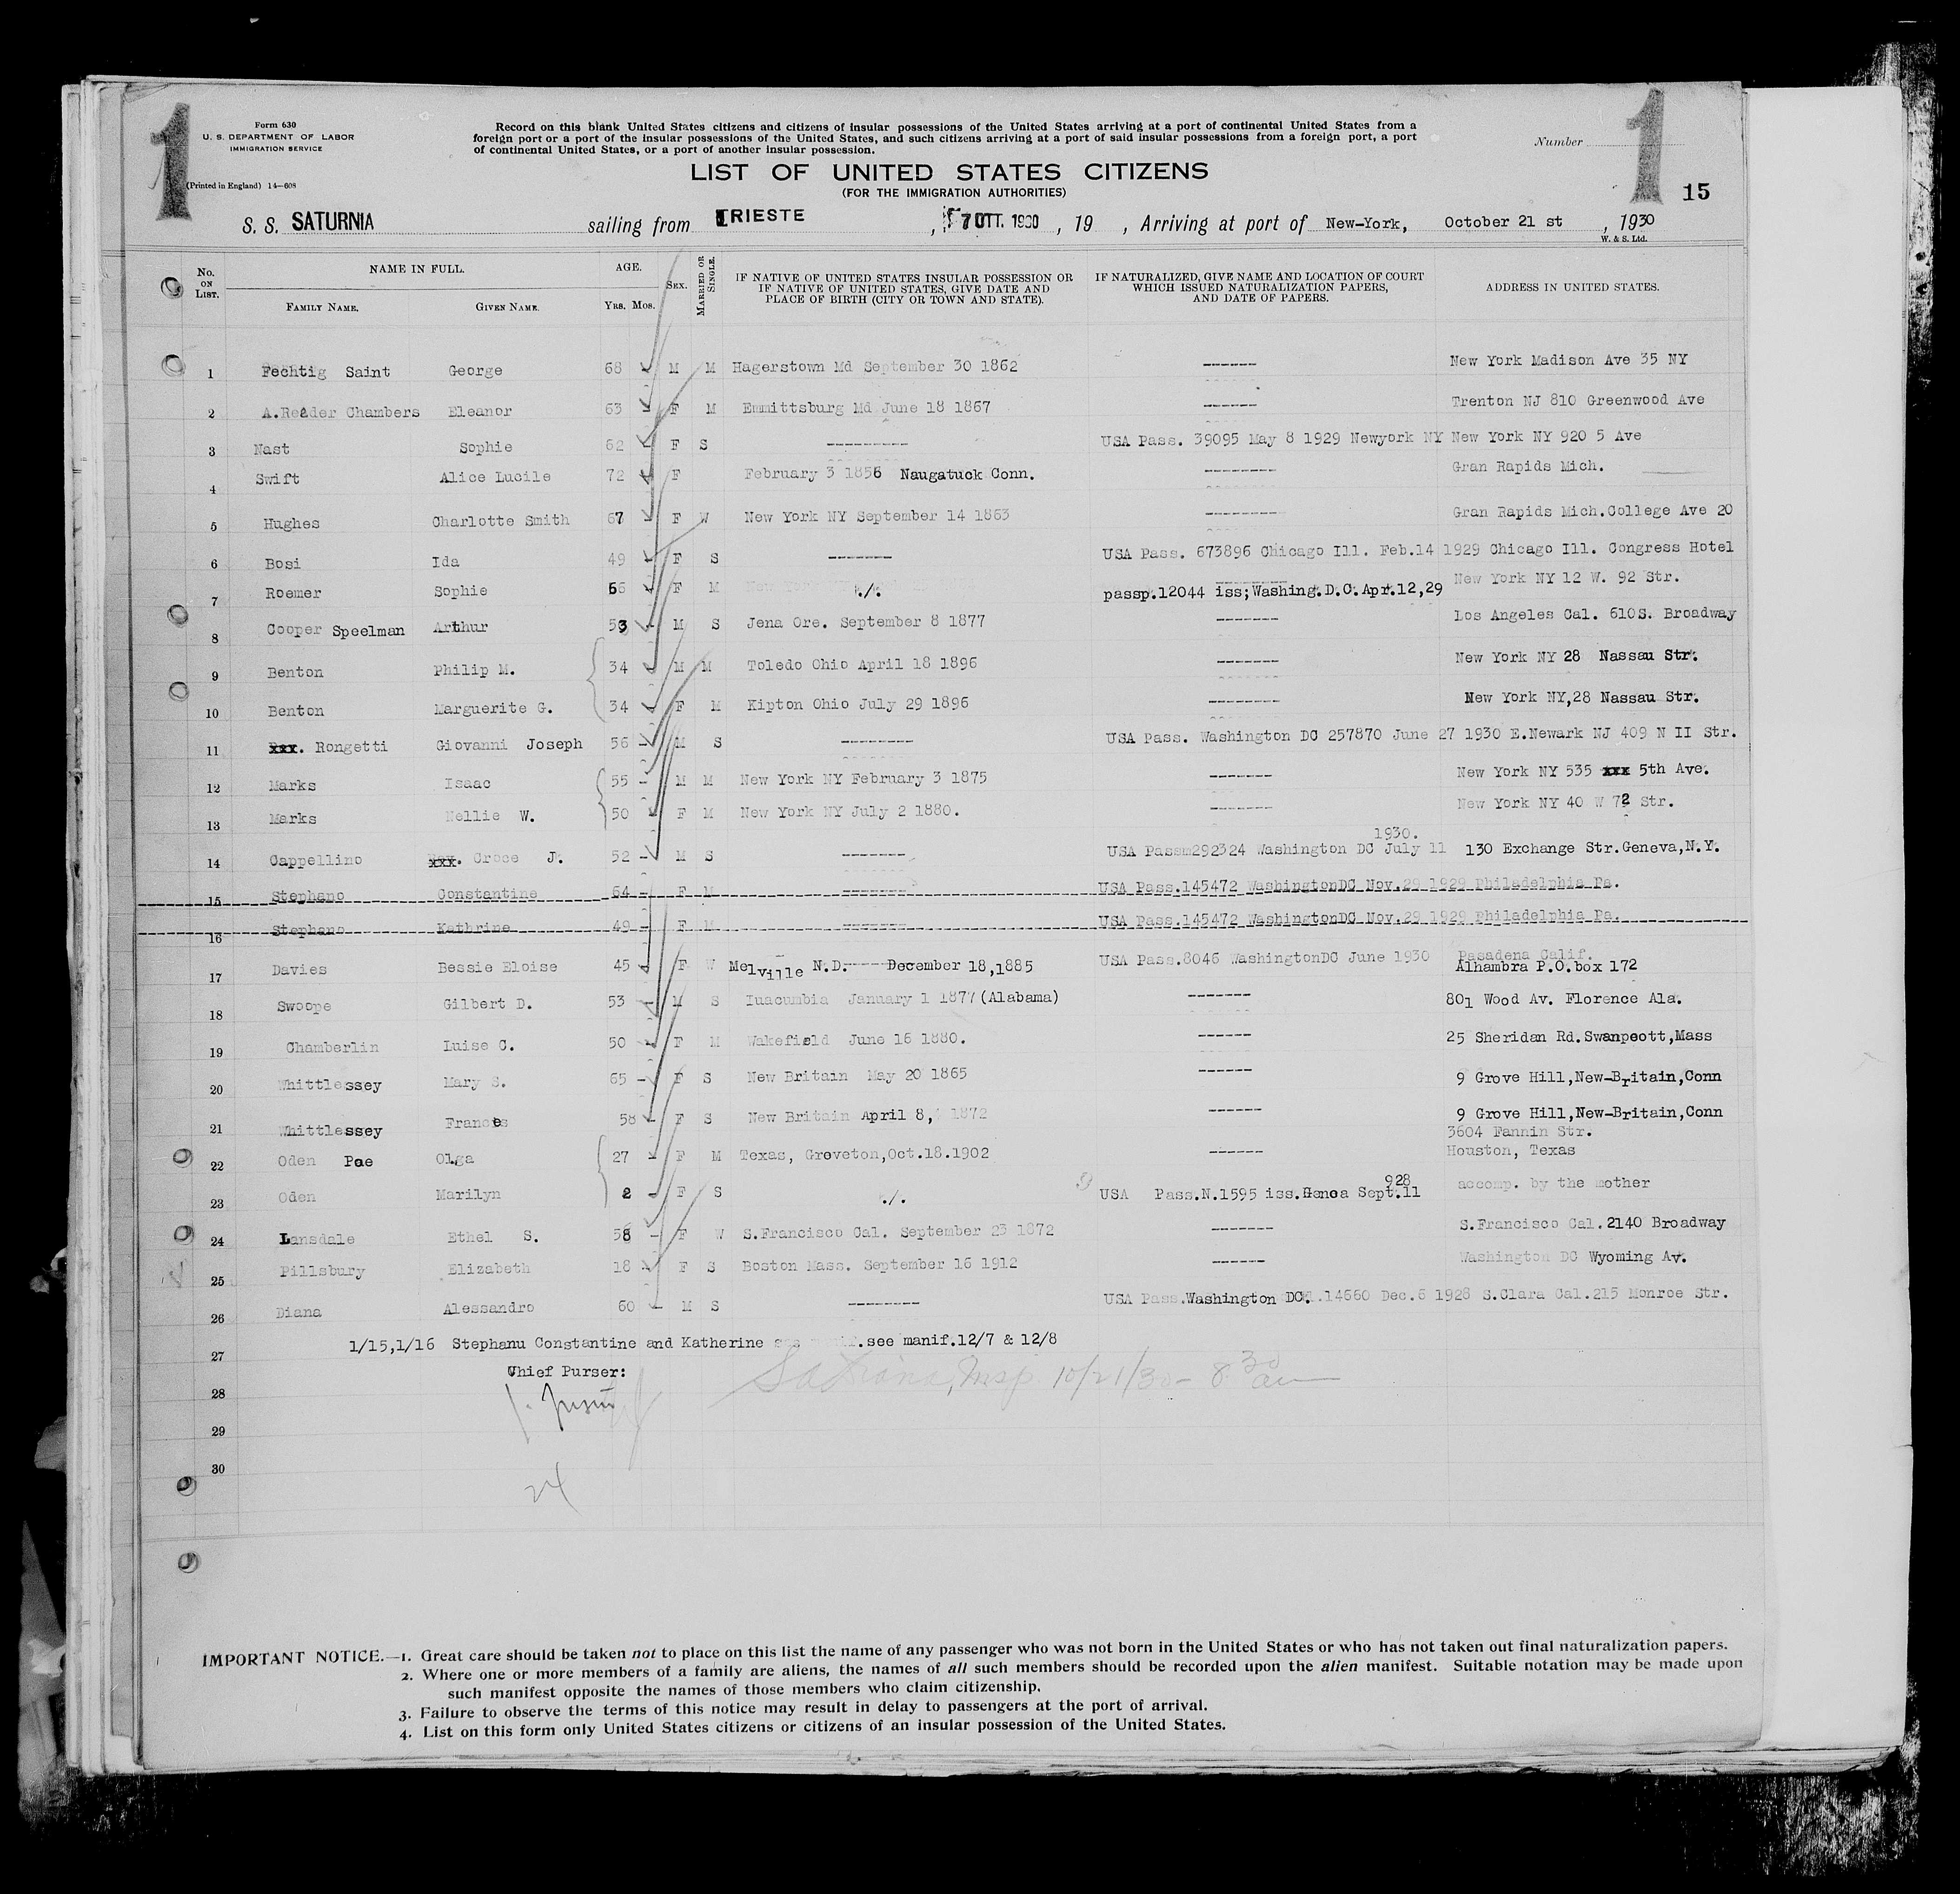 1
Form 630
U. S. DEPARTMENT OF LABOR
IMMIGRATION SERVICE
(Printed in England) 14—608
Record on this blank United States citizens and citizens of insular possessions of the United States arriving at a port of continental United States from a
foreign port or a port of the insular possessions of the United States, and such citizens arriving at a port of said insular possessions from a foreign port, a port
of continental United States, or a port of another insular possession.
Number
1
15
LIST OF UNITED STATES CITIZENS
(FOR THE IMMIGRATION AUTHORITIES)
S. S. SATURNIA sailing from TRIESTE, 7 OTT. 1930, 19 , Arriving at port of New-York, October 21 st , 1930
W. & S. Ltd.
No. ON LIST. NAME IN FULL. AGE. SEX. MARRIED OR SINGLE. IF NATIVE OF UNITED STATES INSULAR POSSESSION OR IF NATIVE OF UNITED STATES, GIVE DATE AND PLACE OF BIRTH (CITY OR TOWN AND STATE). IF NATURALIZED, GIVE NAME AND LOCATION OF COURT WHICH ISSUED NATURALIZATION PAPERS, AND DATE OF PAPERS. ADDRESS IN UNITED STATES.
FAMILY NAME. GIVEN NAME. YRS. MOS.
1 Fechtig Saint George 68 M M Hagerstown Md September 30 1862 ------ New York Madison Ave 35 NY
2 A.Reader Chambers Eleanor 63 F M Emmittsburg Md June 18 1867 ------ Trenton NJ 810 Greenwood Ave
3 Nast Sophie 62 F S --------- USA Pass. 39095 May 8 1929 Newyork NY New York NY 920 5 Ave
4 Swift Alice Lucile 72 F February 3 1856 Naugatuck Conn. -------- Gran Rapids Mich.
5 Hughes Charlotte Smith 67 F W New York NY September 14 1863 --------- Gran Rapids Mich.College Ave 20
6 Bosi Ida 49 F S ------- USA Pass. 673896 Chicago Ill. Feb.14 1929 Chicago Ill. Congress Hotel
7 Roemer Sophie 66 F M ./. passp.12044 iss;Washing.D.C.Apr.12,29 New York NY 12 W. 92 Str.
8 Cooper Speelman Arthur 53 M S Jena Ore. September 8 1877 ------- Los Angeles Cal. 610S. Broadway
9 Benton Philip M. 34 M M Toledo Ohio April 18 1896 ------- New York NY 28 Nassau Str.
10 Benton Marguerite G. 34 F M Kipton Ohio July 29 1896 -------- New York NY,28 Nassau Str.
11 xxx. Rongetti Giovanni Joseph 56 M S -------- USA Pass. Washington DC 257870 June 27 1930 E.Newark NJ 409 N II Str.
12 Marks Isaac 55 M M New York NY February 3 1875 ------- New York NY 535 xxx 5th Ave.
13 Marks Nellie W. 50 F M New York NY July 2 1880. ------- New York NY 40 W 72 Str.
1930.
14 Cappellino xxx. Croce J. 52 M S ------- USA Passm292324 Washington DC July 11 130 Exchange Str.Geneva,N.Y.
15 Stephano Constantine 64 F M ------- USA Pass.145472 WashingtonDC Nov.29 1929 Philadelphia Pa.
16 Stephano Kathrine 49 F M ------- USA Pass.145472 WashingtonDC Nov.29 1929 Philadelphia Pa.
17 Davies Bessie Eloise 45 F W Melville N.D.----December 18,1885 USA Pass.8046 WashingtonDC June 1930 Pasadena Calif.
Alhambra P.O.box 172
18 Swoope Gilbert D. 53 M S Tuacumbia January 1 1877(Alabama) ------- 801 Wood Av. Florence Ala.
19 Chamberlin Luise C. 50 F M Wakefield June 16 1880. ------ 25 Sheridan Rd.Swanpcott,Mass
20 Whittlessey Mary S. 65 F S New Britain May 20 1865 ------ 9 Grove Hill,New-Britain,Conn
21 Whittlessey Frances 58 F S New Britain April 8, 1872 ------ 9 Grove Hill,New-Britain,Conn
3604 Fannin Str.
22 Oden Pae Olga 27 F M Texas, Groveton,Oct.18.1902 ------ Houston, Texas
928
23 Oden Marilyn 2 F S ./. USA Pass.N.1595 iss.Genoa Sept.11 accomp. by the mother
24 Lansdale Ethel S. 58 F W S.Francisco Cal. September 23 1872 ------- S.Francisco Cal.2140 Broadway
25 Pillsbury Elizabeth 18 F S Boston Mass. September 16 1912 ------ Washington DC Wyoming Av.
26 Diana Alessandro 60 M S -------- USA Pass.Washington DC. .14660 Dec.6 1928 S.Clara Cal.215 Monroe Str.
1/15,1/16 Stephanu Constantine and Katherine see manif.12/7 & 12/8
27
Chief Purser:
10/21/30 - 8 30 am
28
29
30
24
IMPORTANT NOTICE.—1. Great care should be taken not to place on this list the name of any passenger who was not born in the United States or who has not taken out final naturalization papers.
2. Where one or more members of a family are aliens, the names of all such members should be recorded upon the alien manifest. Suitable notation may be made upon
such manifest opposite the names of those members who claim citizenship.
3. Failure to observe the terms of this notice may result in delay to passengers at the port of arrival.
4. List on this form only United States citizens or citizens of an insular possession of the United States.